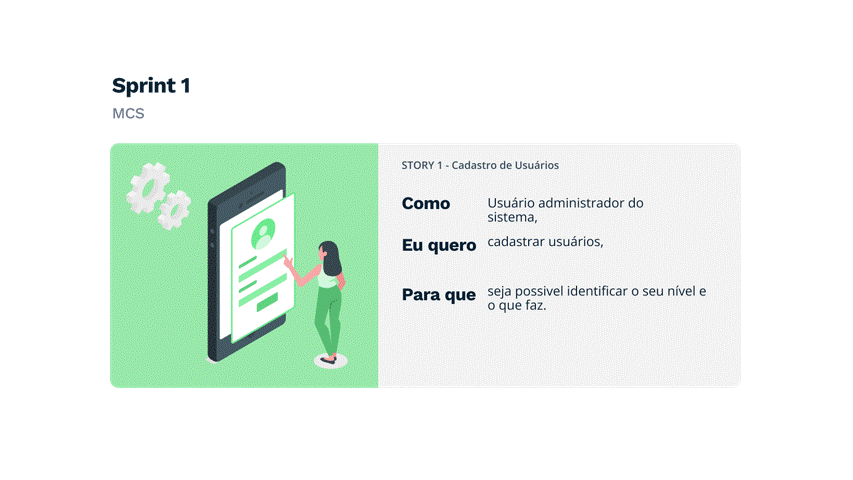 Sprint 1
MCS
STORY 1 - Cadastro de Usuários
Como
Usuário administrador do
sistema,
Eu quero
cadastrar usuários,
Para que
seja possivel identificar o seu nível e
o que faz.